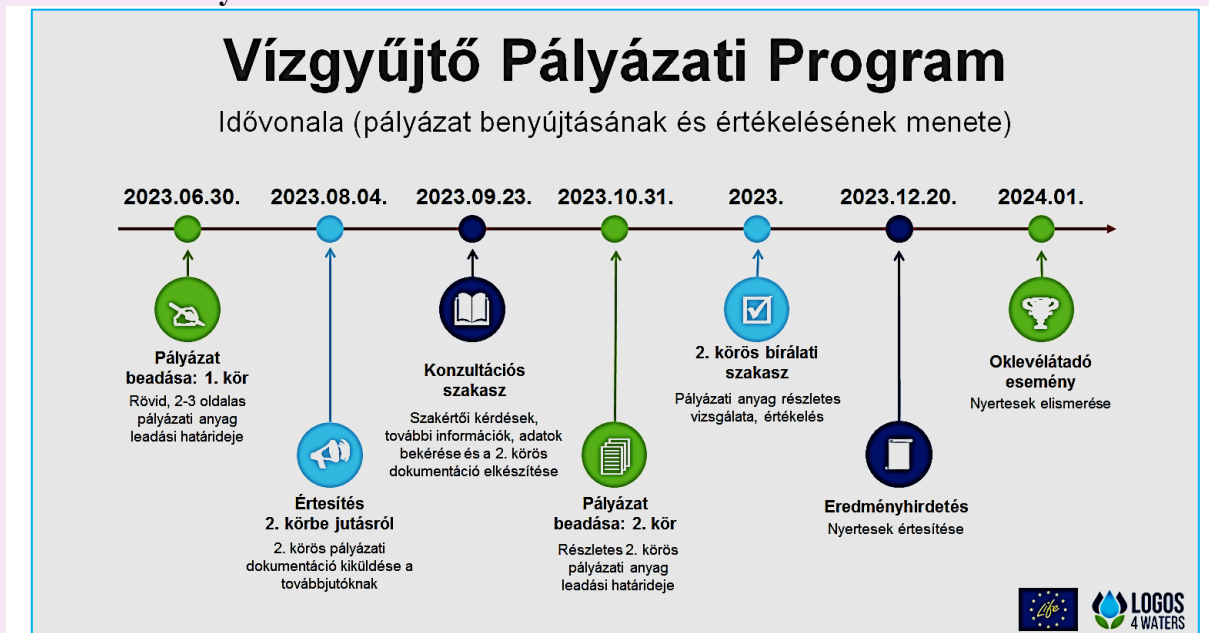 Vízgyűjtő Pályázati Program
Idővonala (pályázat benyújtásának és értékelésének menete)
2023.06.30.
2023.08.04.
2023.09.23.
2023.10.31.
2023.
2023.12.20.
2024.01.
Pályázat
beadása: 1. kör
Rövid, 2-3 oldalas
pályázati anyag
leadási határideje
Értesítés
2. körbe jutásról
2. körös pályázati
dokumentáció kiküldése a
továbbjutóknak
Konzultációs
szakasz
Szakértői kérdések,
további információk, adatok
bekérése és a 2. körös
dokumentáció elkészítése
Pályázat
beadása: 2. kör
Részletes 2. körös
pályázati anyag
leadási határideje
2. körös bírálati
szakasz
Pályázati anyag részletes
vizsgálata, értékelés
Eredményhirdetés
Nyertesek értesítése
Oklevélátadó
esemény
Nyertesek elismerése
Life
LOGOS
4 WATERS